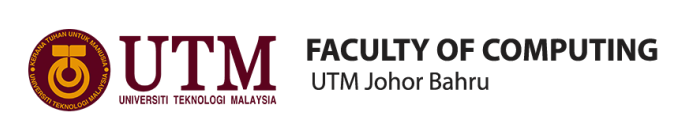 KERANA TUHAN UNTUK MANUSIA
UNIVERSITI TEKNOLOGI MALAYSIA
UTM
UNIVERSITI TEKNOLOGI MALAYSIA
FACULTY OF COMPUTING
UTM Johor Bahru